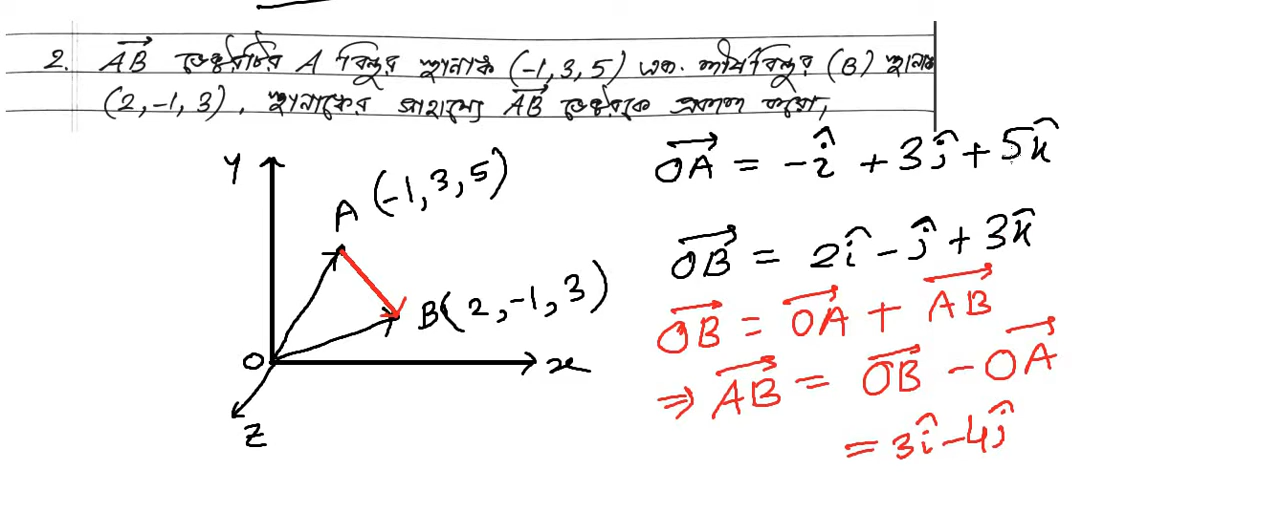 2. AB⃗ ভেক্টরটির A বিন্দুর স্থানাঙ্ক (-1, 3, 5) এবং শীর্ষবিন্দুর (B) স্থানাঙ্ক
(2, -1, 3). স্থানাঙ্কের সাহায্যে AB⃗ ভেক্টরকে প্রকাশ করো,
Y
A (-1, 3, 5)
B(2, -1, 3)
O
x
Z
OA⃗ = -î + 3ĵ + 5k̂
OB⃗ = 2î - ĵ + 3k̂
OB⃗ = OA⃗ + AB⃗
⇒ AB⃗ = OB⃗ - OA⃗
= 3î - 4ĵ